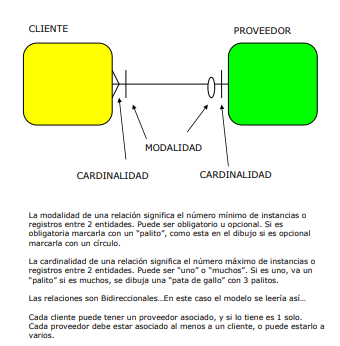 CLIENTE
PROVEEDOR
MODALIDAD
CARDINALIDAD
CARDINALIDAD
La modalidad de una relación significa el número mínimo de instancias o
registros entre 2 entidades. Puede ser obligatorio u opcional. Si es
obligatoria marcarla con un "palito", como esta en el dibujo si es opcional
marcarla con un círculo.
La cardinalidad de una relación significa el número máximo de instancias o
registros entre 2 entidades. Puede ser "uno" o "muchos". Si es uno, va un
"palito" si es muchos, se dibuja una "pata de gallo" con 3 palitos.
Las relaciones son Bidireccionales...En este caso el modelo se leería así...
Cada cliente puede tener un proveedor asociado, y si lo tiene es 1 solo.
Cada proveedor debe estar asociado al menos a un cliente, o puede estarlo a
varios.